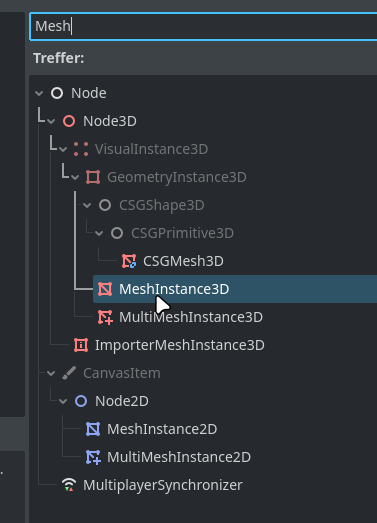 Mesh
Treffer:
Node
Node3D
VisualInstance3D
GeometryInstance3D
CSGShape3D
CSGPrimitive3D
CSGMesh3D
MeshInstance3D
MultiMeshInstance3D
ImporterMeshInstance3D
CanvasItem
Node2D
MeshInstance2D
MultiMeshInstance2D
MultiplayerSynchronizer